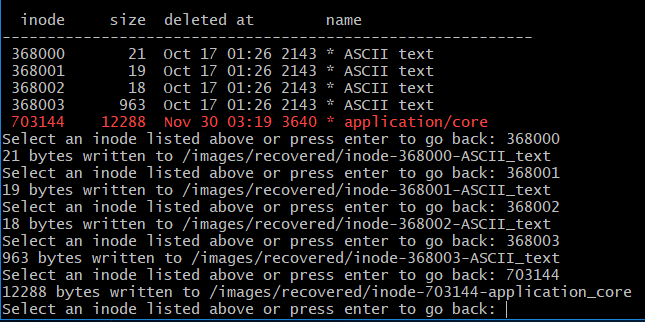 inode size deleted at name
---------------------------------------------------------
368000 21 Oct 17 01:26 2143 * ASCII text
368001 19 Oct 17 01:26 2143 * ASCII text
368002 18 Oct 17 01:26 2143 * ASCII text
368003 963 Oct 17 01:26 2143 * ASCII text
703144 12288 Nov 30 03:19 3640 * application/core
Select an inode listed above or press enter to go back: 368000
21 bytes written to /images/recovered/inode-368000-ASCII_text
Select an inode listed above or press enter to go back: 368001
19 bytes written to /images/recovered/inode-368001-ASCII_text
Select an inode listed above or press enter to go back: 368002
18 bytes written to /images/recovered/inode-368002-ASCII_text
Select an inode listed above or press enter to go back: 368003
963 bytes written to /images/recovered/inode-368003-ASCII_text
Select an inode listed above or press enter to go back: 703144
12288 bytes written to /images/recovered/inode-703144-application_core
Select an inode listed above or press enter to go back: